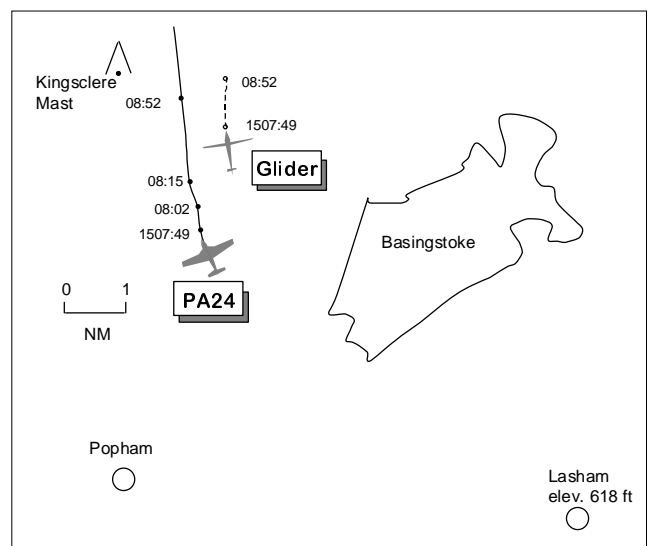 Kingsclere
Mast
08:52
08:52
1507:49
Glider
08:15
08:02
1507:49
Basingstoke
0 1
NM
PA24
Popham
Lasham
elev. 618 ft